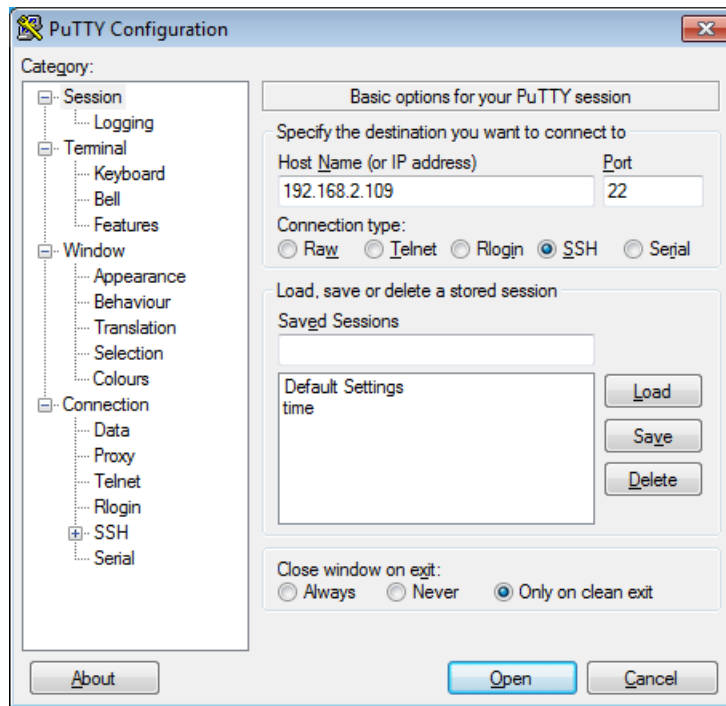 PuTTY Configuration
Category:
Session
Logging
Terminal
Keyboard
Bell
Features
Window
Appearance
Behaviour
Translation
Selection
Colours
Connection
Data
Proxy
Telnet
Rlogin
SSH
Serial
Basic options for your PuTTY session
Specify the destination you want to connect to
Host Name (or IP address) Port
192.168.2.109 22
Connection type:
Raw Telnet Rlogin SSH Serial
Load, save or delete a stored session
Saved Sessions
Default Settings
time
Load
Save
Delete
Close window on exit:
Always Never Only on clean exit
About Open Cancel